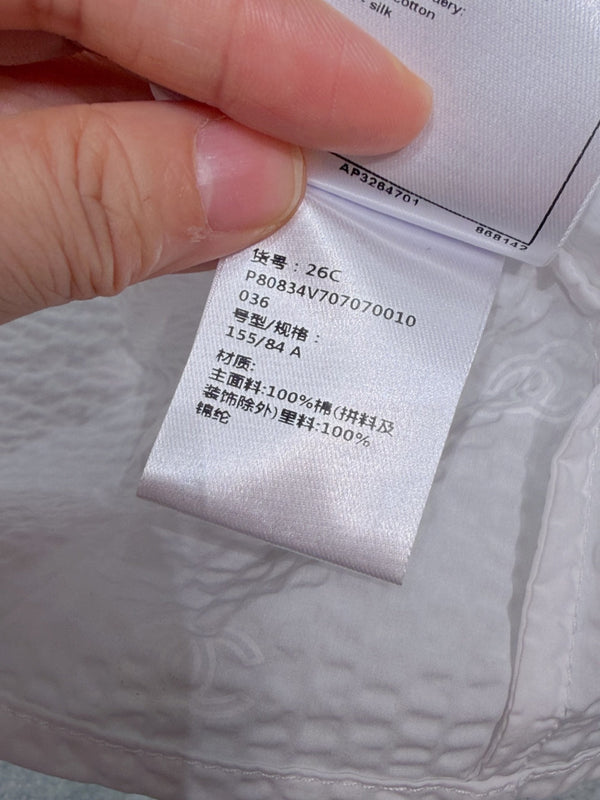 cotton
silk
AP3284701
868142
货号：26C
P80834V707070010
036
号型/规格：
155/84 A
材质:
主面料:100%棉(拼料及
装饰除外)里料:100%
锦纶